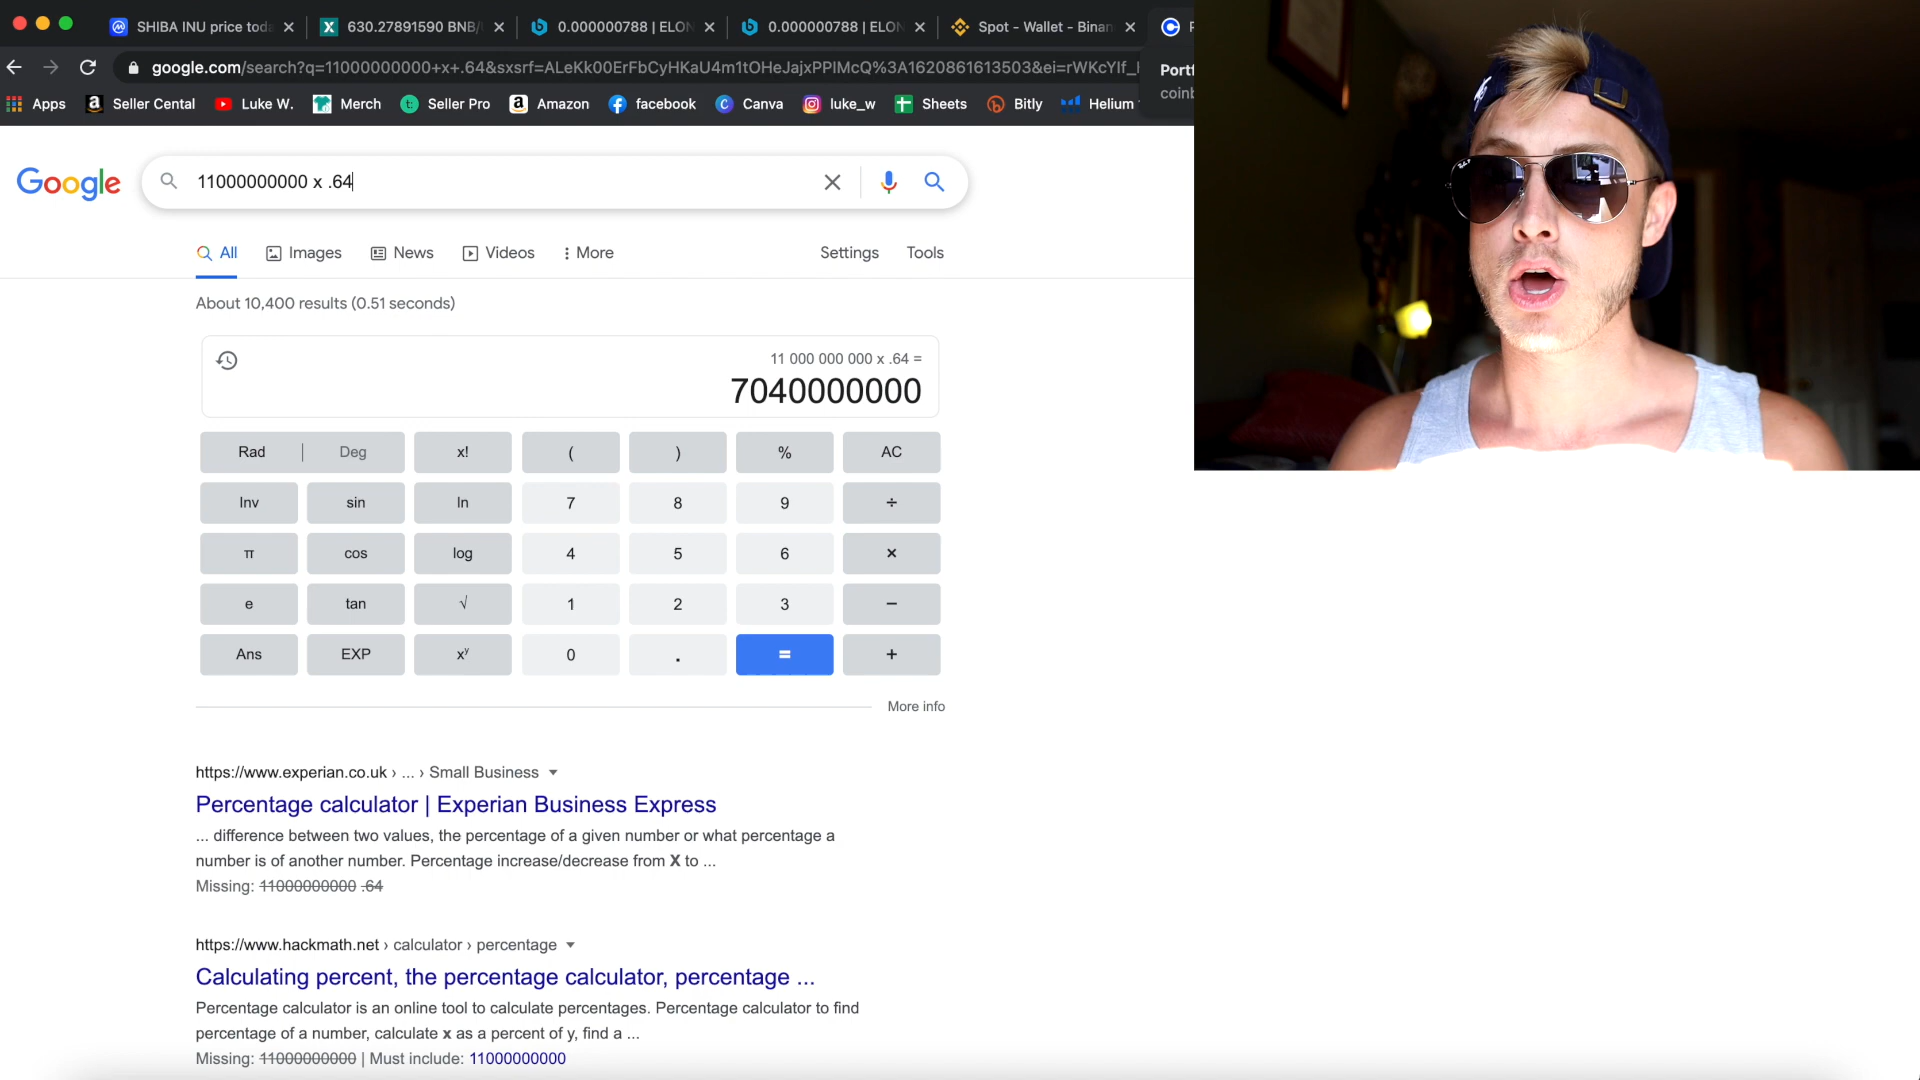 SHIBA INU price toda
630.27891590 BNB/
0.000000788 | ELON
0.000000788 | ELON
Spot - Wallet - Binan
google.com/search?q=11000000000+x+.64&sxsrf=ALeKk00ErFbCyHKaU4m1tOHeJajxPPIMcQ%3A1620861613503&ei=rWKcYIf_
Portf
coinb
Apps
Seller Cental
Luke W.
Merch
Seller Pro
Amazon
facebook
Canva
luke_w
Sheets
Bitly
Helium
Google
11000000000 x .64
All
Images
News
Videos
More
Settings
Tools
About 10,400 results (0.51 seconds)
11 000 000 000 x .64 =
7040000000
Rad | Deg x! ( ) % AC
Inv sin ln 7 8 9 ÷
π cos log 4 5 6 ×
e tan √ 1 2 3 −
Ans EXP xʸ 0 . = +
More info
https://www.experian.co.uk › ... › Small Business
Percentage calculator | Experian Business Express
... difference between two values, the percentage of a given number or what percentage a
number is of another number. Percentage increase/decrease from X to ...
Missing: 11000000000 .64
https://www.hackmath.net › calculator › percentage
Calculating percent, the percentage calculator, percentage ...
Percentage calculator is an online tool to calculate percentages. Percentage calculator to find
percentage of a number, calculate x as a percent of y, find a ...
Missing: 11000000000 | Must include: 11000000000